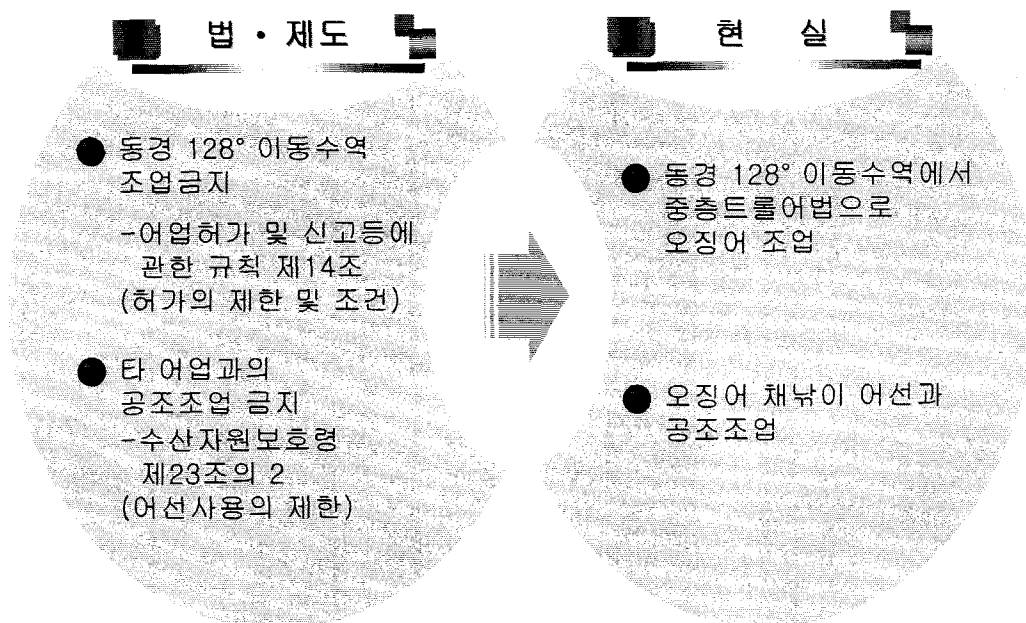 법 · 제도
● 동경 128° 이동수역
조업금지
-어업허가 및 신고등에
관한 규칙 제14조
(허가의 제한 및 조건)
● 타 어업과의
공조조업 금지
-수산자원보호령
제23조의 2
(어선사용의 제한)
현 실
● 동경 128° 이동수역에서
중층트롤어법으로
오징어 조업
● 오징어 채낚이 어선과
공조조업